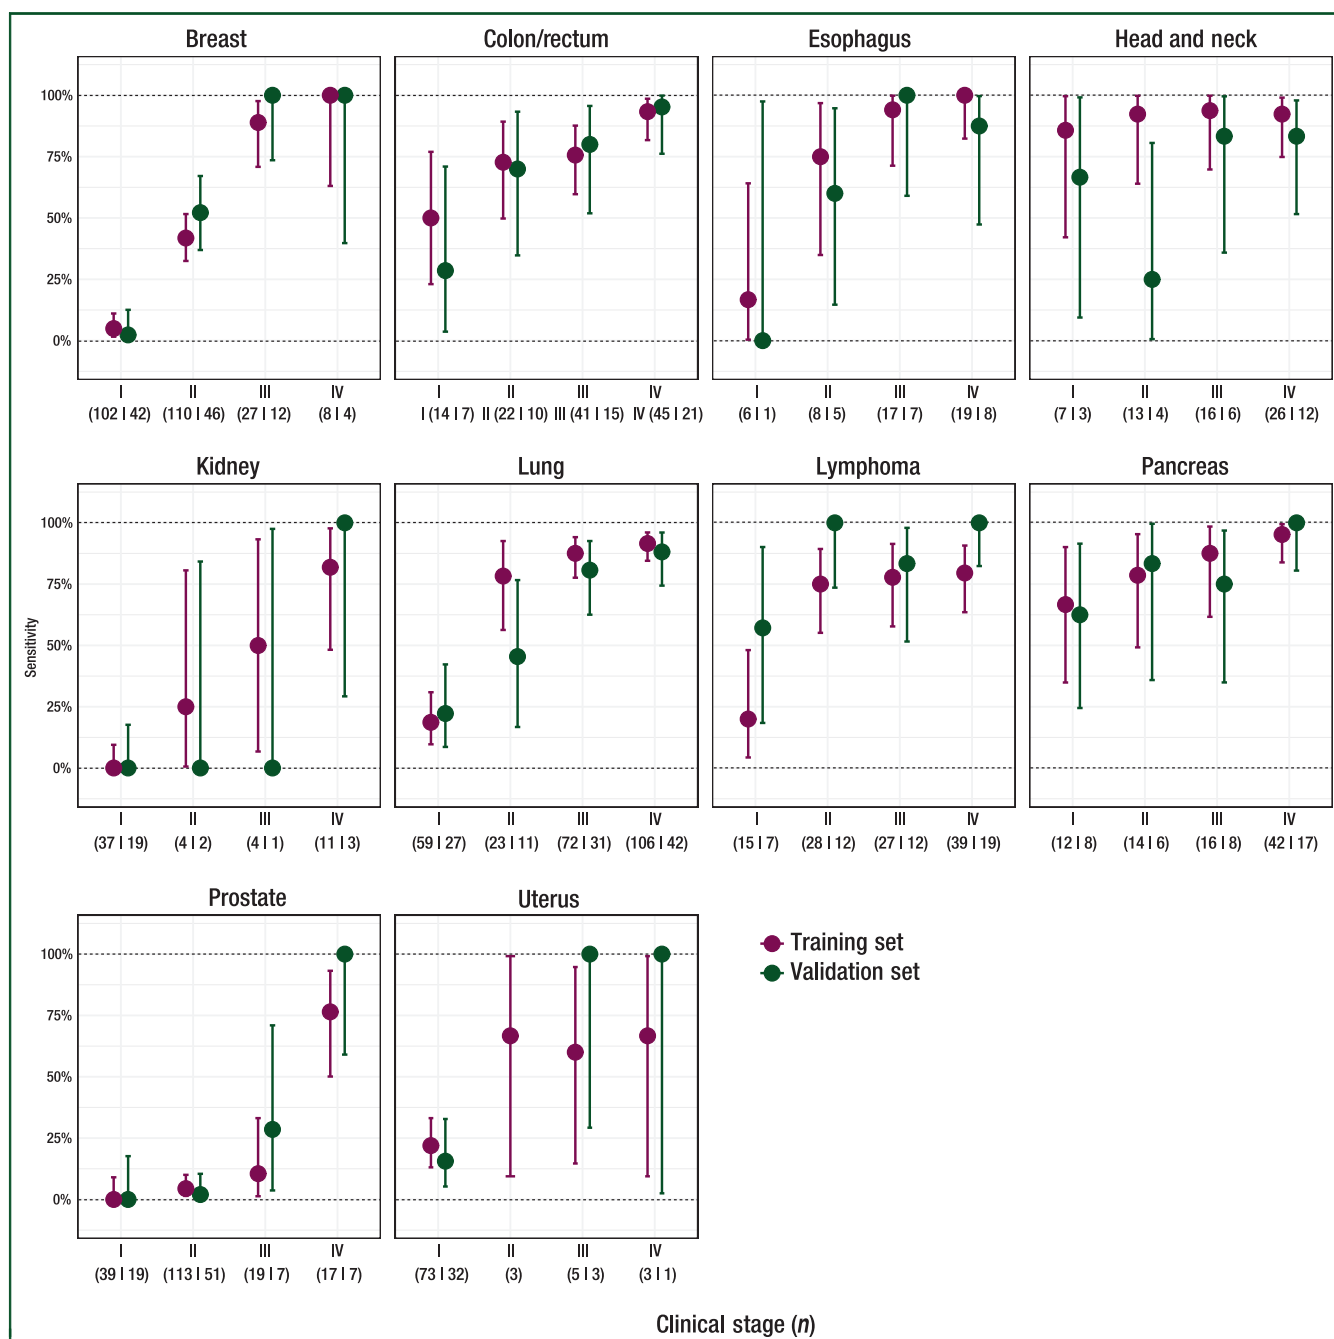 Breast
Colon/rectum
Esophagus
Head and neck
100%
75%
50%
25%
0%
I II III IV
(102 | 42) (110 | 46) (27 | 12) (8 | 4)
I II III IV
I (14 | 7) II (22 | 10) III (41 | 15) IV (45 | 21)
I II III IV
(6 | 1) (8 | 5) (17 | 7) (19 | 8)
I II III IV
(7 | 3) (13 | 4) (16 | 6) (26 | 12)
Kidney
Lung
Lymphoma
Pancreas
Sensitivity
100%
75%
50%
25%
0%
I II III IV
(37 | 19) (4 | 2) (4 | 1) (11 | 3)
I II III IV
(59 | 27) (23 | 11) (72 | 31) (106 | 42)
I II III IV
(15 | 7) (28 | 12) (27 | 12) (39 | 19)
I II III IV
(12 | 8) (14 | 6) (16 | 8) (42 | 17)
Prostate
Uterus
100%
75%
50%
25%
0%
I II III IV
(39 | 19) (113 | 51) (19 | 7) (17 | 7)
I II III IV
(73 | 32) (3) (5 | 3) (3 | 1)
Training set
Validation set
Clinical stage (n)